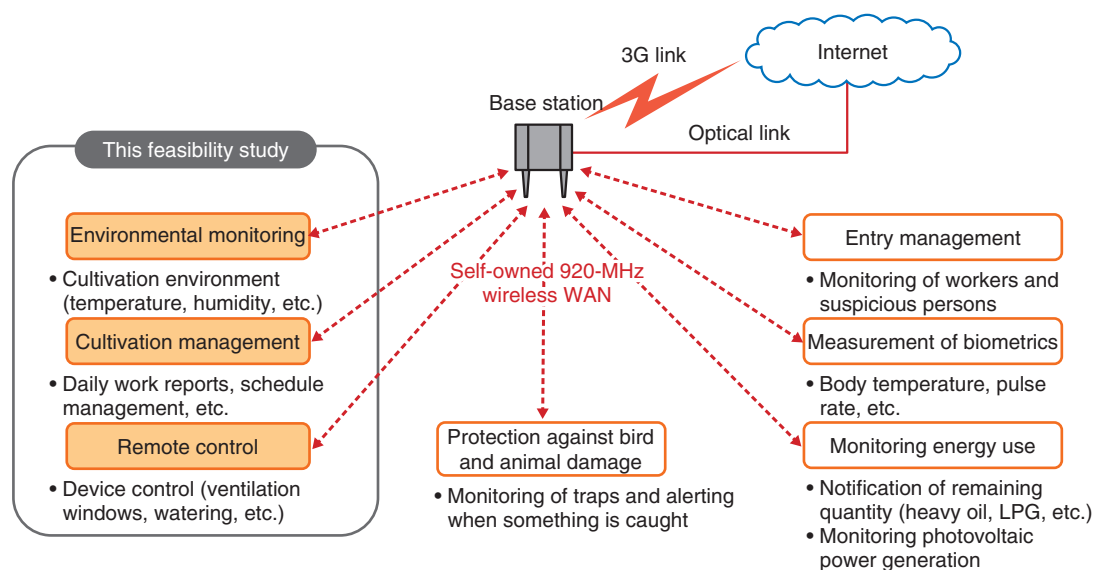 Internet
3G link
Base station
Optical link
This feasibility study
Environmental monitoring
• Cultivation environment
(temperature, humidity, etc.)
Cultivation management
• Daily work reports, schedule
management, etc.
Remote control
• Device control (ventilation
windows, watering, etc.)
Self-owned 920-MHz
wireless WAN
Protection against bird
and animal damage
• Monitoring of traps and alerting
when something is caught
Entry management
• Monitoring of workers and
suspicious persons
Measurement of biometrics
• Body temperature, pulse
rate, etc.
Monitoring energy use
• Notification of remaining
quantity (heavy oil, LPG, etc.)
• Monitoring photovoltaic
power generation